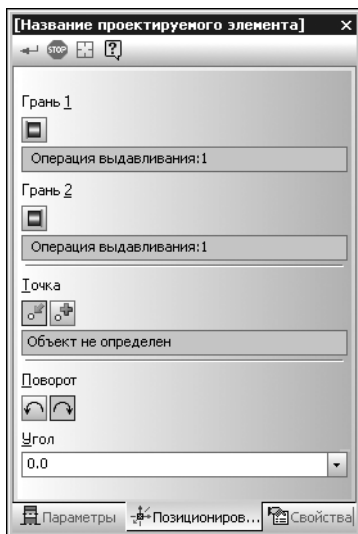 [Название проектируемого элемента]
STOP
Грань 1
Операция выдавливания:1
Грань 2
Операция выдавливания:1
Точка
Объект не определен
Поворот
Угол
0.0
Параметры Позициониров... Свойства